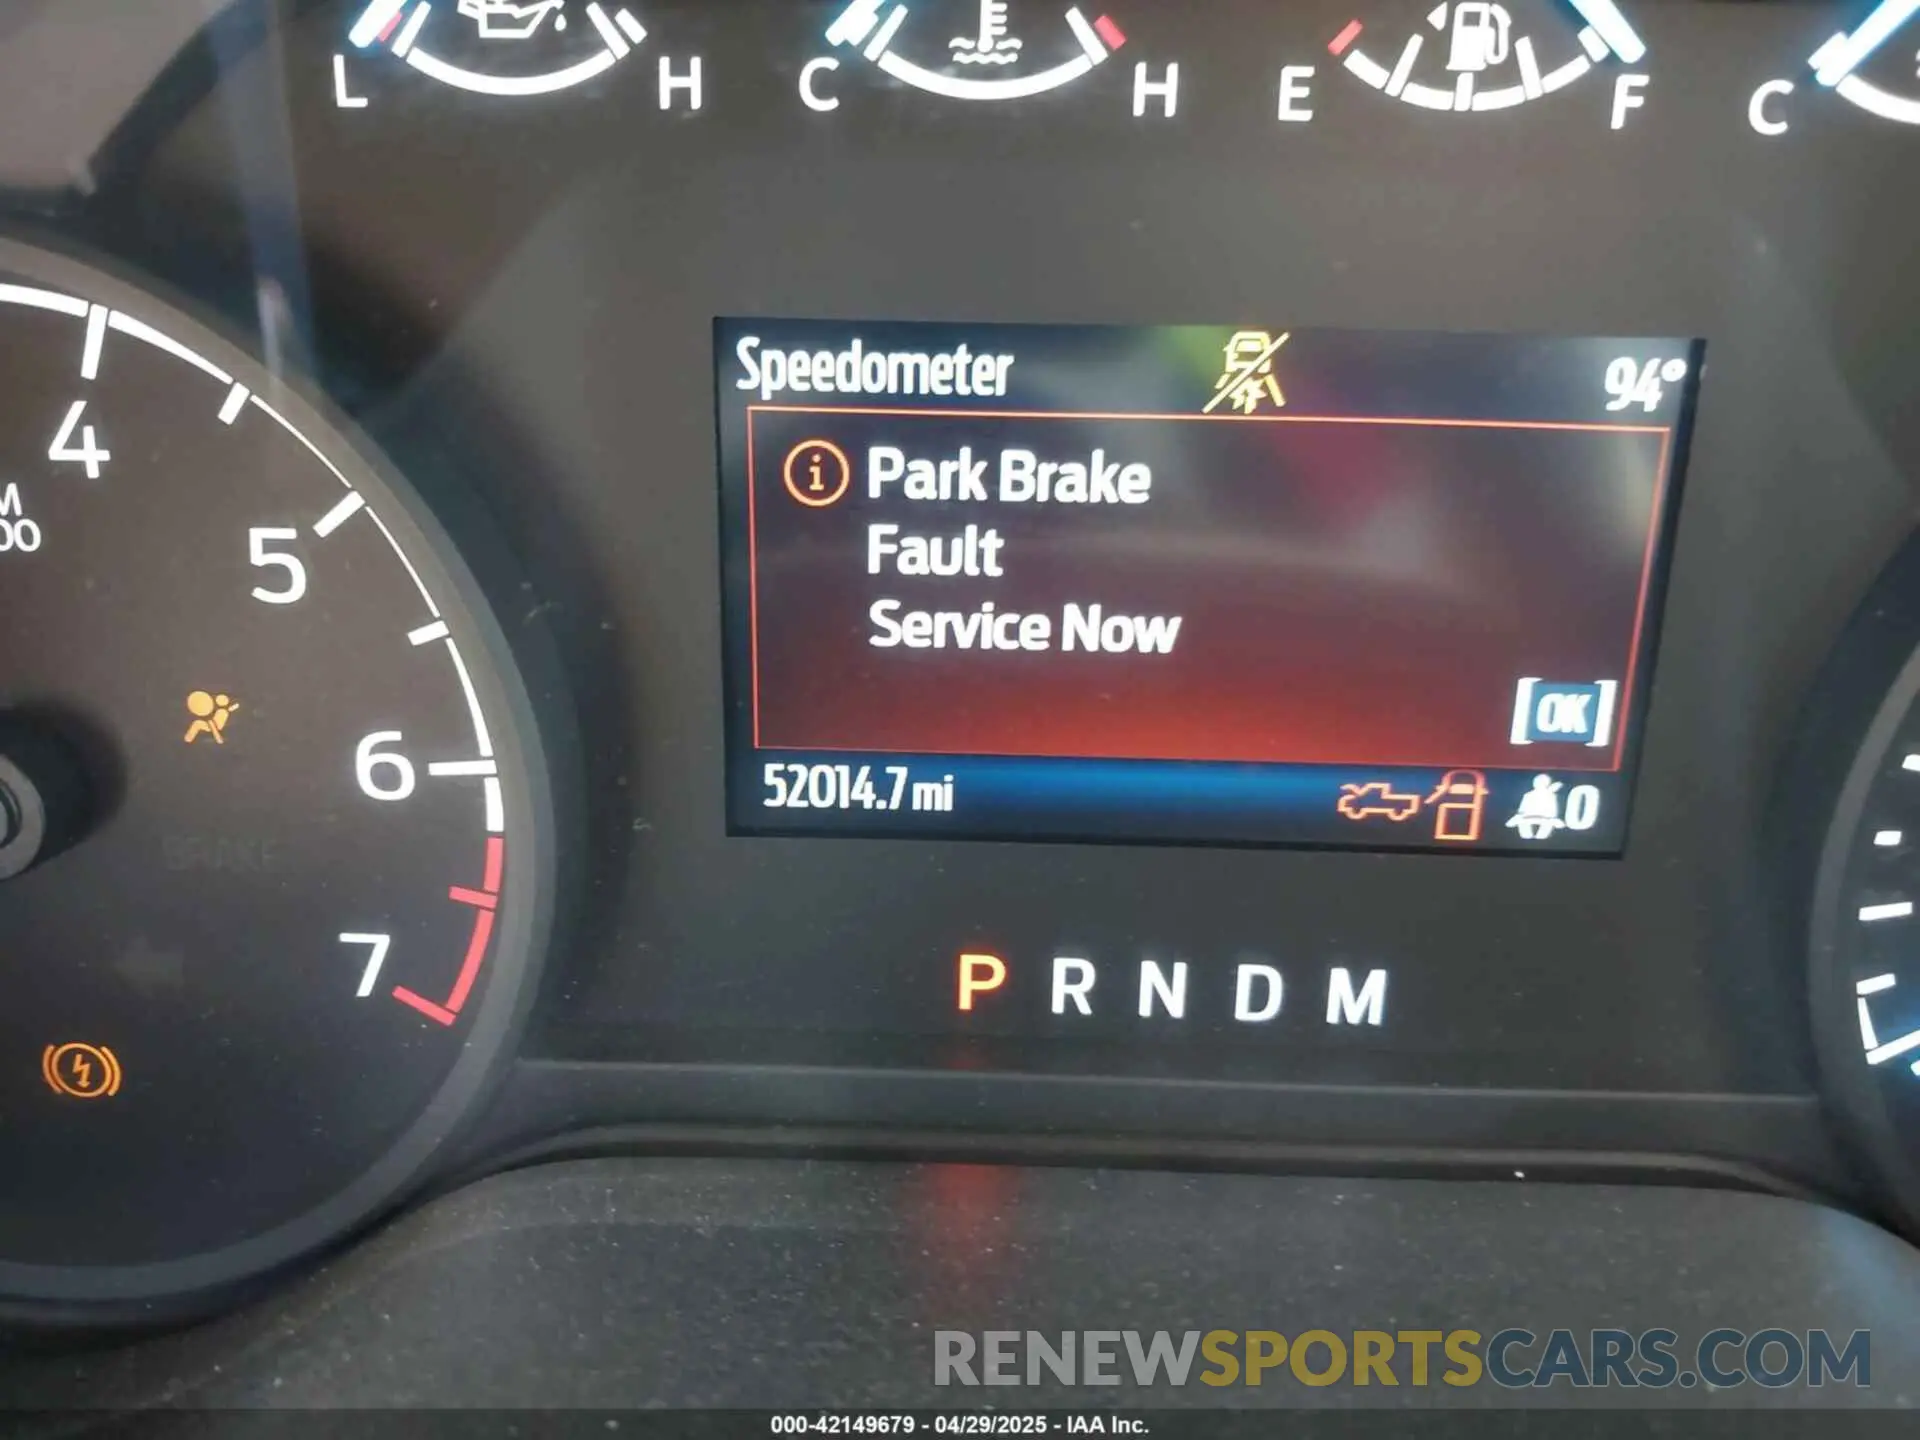 L H C H E F C
Speedometer 94°
4
5
6
7
i Park Brake
Fault
Service Now
[OK]
52014.7 mi 0
BRAKE
P R N D M
RENEWSPORTSCARS.COM
000-42149679 - 04/29/2025 - IAA Inc.